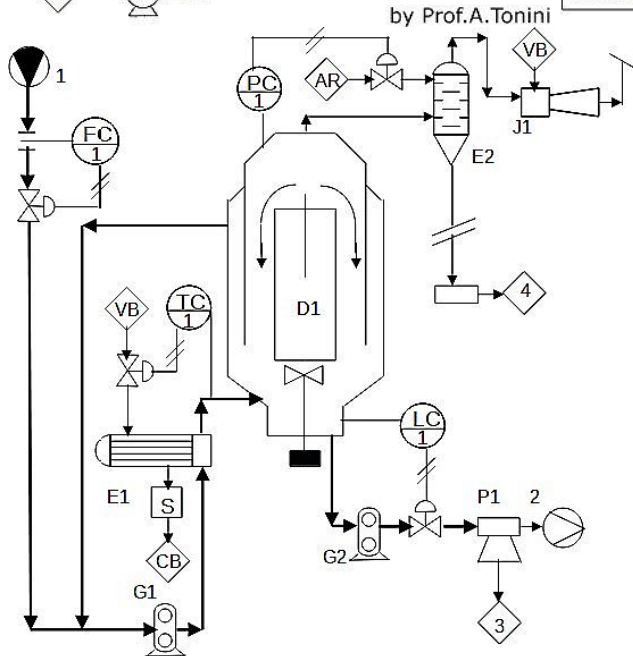 by Prof.A.Tonini
1
FC
1
PC
1
AR
VB
J1
E2
4
D1
VB
TC
1
LC
1
E1
S
CB
G1
G2
P1
2
3